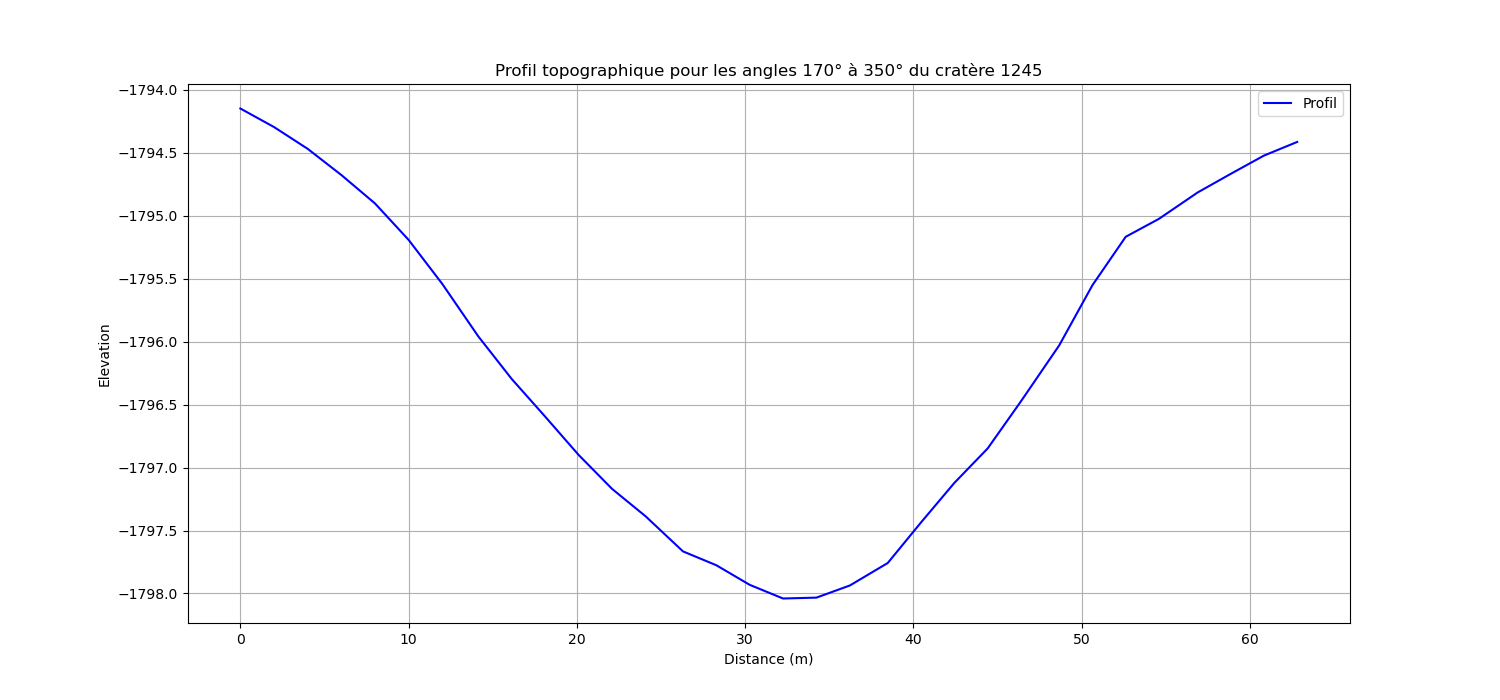 Profil topographique pour les angles 170° à 350° du cratère 1245
−1794.0
−1794.5
−1795.0
−1795.5
−1796.0
−1796.5
−1797.0
−1797.5
−1798.0
Elevation
Profil
0 10 20 30 40 50 60
Distance (m)